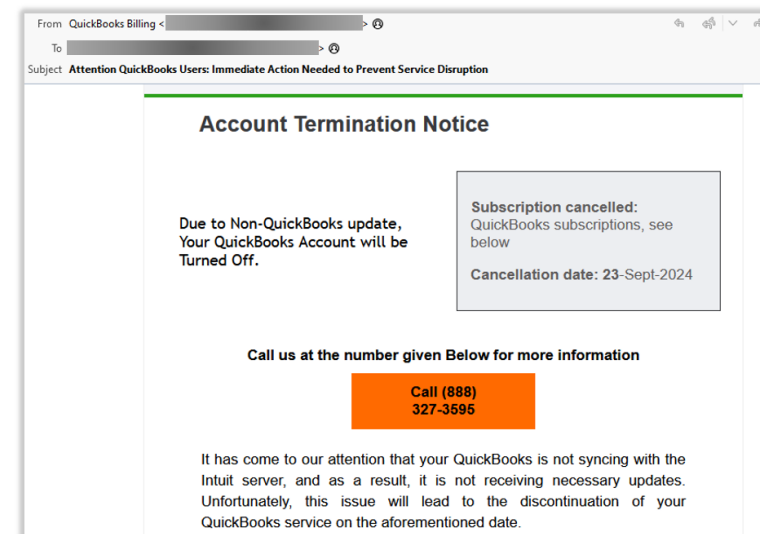 From QuickBooks Billing < >
To >
Subject Attention QuickBooks Users: Immediate Action Needed to Prevent Service Disruption
Account Termination Notice
Due to Non-QuickBooks update,
Your QuickBooks Account will be
Turned Off.
Subscription cancelled:
QuickBooks subscriptions, see
below
Cancellation date: 23-Sept-2024
Call us at the number given Below for more information
Call (888)
327-3595
It has come to our attention that your QuickBooks is not syncing with the
Intuit server, and as a result, it is not receiving necessary updates.
Unfortunately, this issue will lead to the discontinuation of your
QuickBooks service on the aforementioned date.